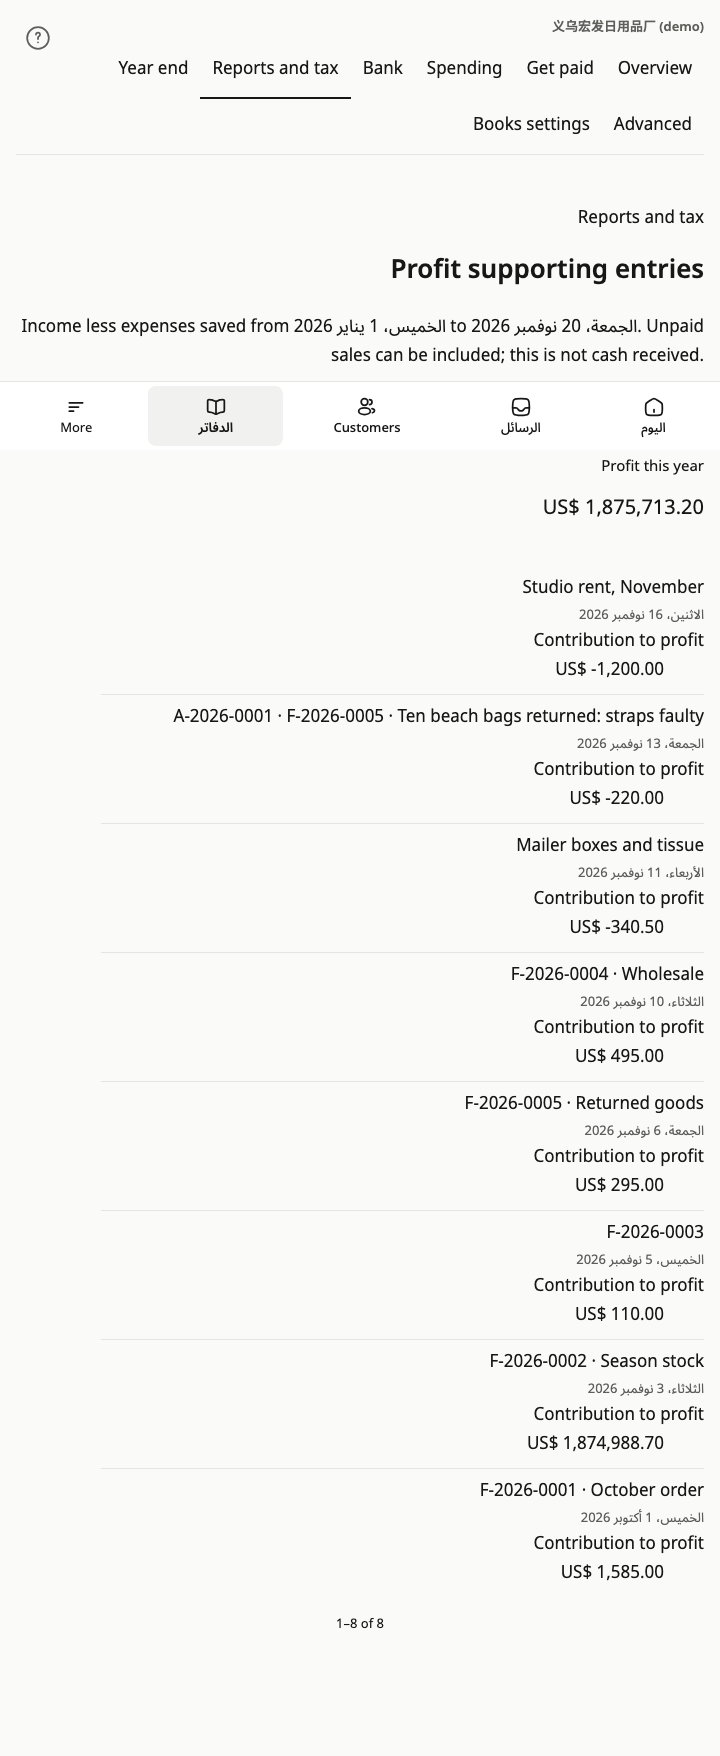 义乌宏发日用品厂 (demo)
Overview Get paid Spending Bank Reports and tax Year end
Advanced Books settings
Reports and tax
Profit supporting entries
Income less expenses saved from الخميس، 1 يناير 2026 to الجمعة، 20 نوفمبر 2026. Unpaid
sales can be included; this is not cash received.
اليوم الرسائل Customers الدفاتر More
Profit this year
US$ 1,875,713.20
Studio rent, November
الاثنين، 16 نوفمبر 2026
Contribution to profit
US$ -1,200.00
A-2026-0001 · F-2026-0005 · Ten beach bags returned: straps faulty
الجمعة، 13 نوفمبر 2026
Contribution to profit
US$ -220.00
Mailer boxes and tissue
الأربعاء، 11 نوفمبر 2026
Contribution to profit
US$ -340.50
F-2026-0004 · Wholesale
الثلاثاء، 10 نوفمبر 2026
Contribution to profit
US$ 495.00
F-2026-0005 · Returned goods
الجمعة، 6 نوفمبر 2026
Contribution to profit
US$ 295.00
F-2026-0003
الخميس، 5 نوفمبر 2026
Contribution to profit
US$ 110.00
F-2026-0002 · Season stock
الثلاثاء، 3 نوفمبر 2026
Contribution to profit
US$ 1,874,988.70
F-2026-0001 · October order
الخميس، 1 أكتوبر 2026
Contribution to profit
US$ 1,585.00
1–8 of 8